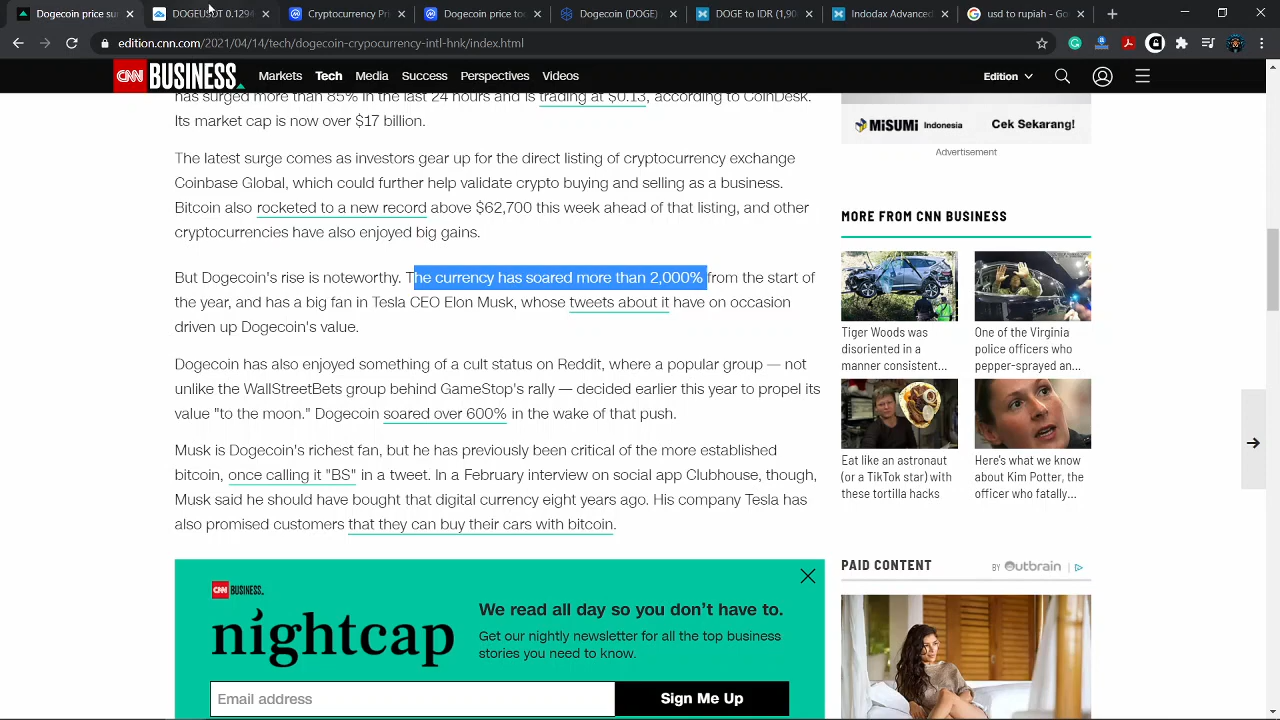 Dogecoin price su
DOGEUSDT 0.1294
Cryptocurrency Pri
Dogecoin price to
Dogecoin (DOGE)
DOGE to IDR (1,90
Indodax Advanced
usd to rupiah - Go
edition.cnn.com/2021/04/14/tech/dogecoin-crypocurrency-intl-hnk/index.html
CNN BUSINESS Markets Tech Media Success Perspectives Videos Edition
has surged more than 85% in the last 24 hours and is trading at $0.13, according to CoinDesk.
Its market cap is now over $17 billion.
The latest surge comes as investors gear up for the direct listing of cryptocurrency exchange
Coinbase Global, which could further help validate crypto buying and selling as a business.
Bitcoin also rocketed to a new record above $62,700 this week ahead of that listing, and other
cryptocurrencies have also enjoyed big gains.
But Dogecoin's rise is noteworthy. The currency has soared more than 2,000% from the start of
the year, and has a big fan in Tesla CEO Elon Musk, whose tweets about it have on occasion
driven up Dogecoin's value.
Dogecoin has also enjoyed something of a cult status on Reddit, where a popular group — not
unlike the WallStreetBets group behind GameStop's rally — decided earlier this year to propel its
value "to the moon." Dogecoin soared over 600% in the wake of that push.
Musk is Dogecoin's richest fan, but he has previously been critical of the more established
bitcoin, once calling it "BS" in tweet. In a February interview on social app Clubhouse, though,
Musk said he should have bought that digital currency eight years ago. His company Tesla has
also promised customers that they can buy their cars with bitcoin.
CNN BUSINESS
nightcap
We read all day so you don't have to.
Get our nightly newsletter for all the top business
stories you need to know.
Email address
Sign Me Up
MiSUMi Indonesia Cek Sekarang!
Advertisement
MORE FROM CNN BUSINESS
Tiger Woods was
disoriented in a
manner consistent...
One of the Virginia
police officers who
pepper-sprayed an...
Eat like an astronaut
(or a TikTok star) with
these tortilla hacks
Here's what we know
about Kim Potter, the
officer who fatally...
PAID CONTENT
BY Outbrain